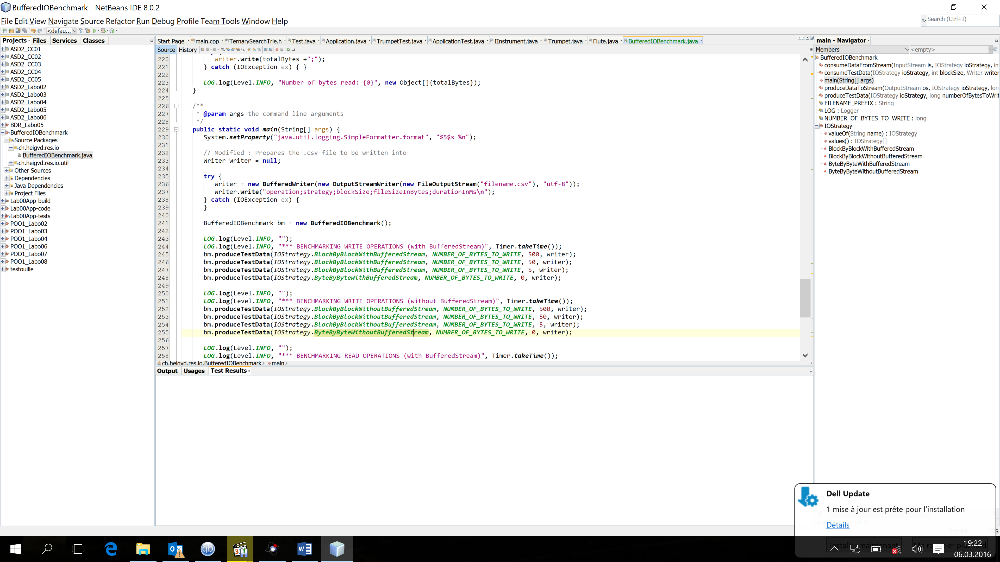 BufferedIOBenchmark - NetBeans IDE 8.0.2
File Edit View Navigate Source Refactor Run Debug Profile Team Tools Window Help
Search (Ctrl+I)
<defau...
Projects Files Services Classes
ASD2_CC01
ASD2_CC02
ASD2_CC03
ASD2_CC04
ASD2_CC05
ASD2_Labo02
ASD2_Labo03
ASD2_Labo04
ASD2_Labo05
ASD2_Labo06
BDR_Labo05
BufferedIOBenchmark
Source Packages
ch.heigvd.res.io
BufferedIOBenchmark.java
ch.heigvd.res.io.util
Other Sources
Dependencies
Java Dependencies
Project Files
Lab00App-build
Lab00App-code
Lab00App-tests
POO1_Labo02
POO1_Labo03
POO1_Labo04
POO1_Labo06
POO1_Labo07
POO1_Labo08
testouille
Start Page main.cpp TernarySearchTrie.h Test.java Application.java TrumpetTest.java ApplicationTest.java IInstrument.java Trumpet.java Flute.java BufferedIOBenchmark.java
Source History
220 writer.write(totalBytes +";");
221 } catch (IOException ex) { }
222
223 LOG.log(Level.INFO, "Number of bytes read: {0}", new Object[]{totalBytes});
224 }
225
226 /**
227 * @param args the command line arguments
228 */
229 public static void main(String[] args) {
230 System.setProperty("java.util.logging.SimpleFormatter.format", "%5$s %n");
231
232 // Modified : Prepares the .csv file to be written into
233 Writer writer = null;
234
235 try {
236 writer = new BufferedWriter(new OutputStreamWriter(new FileOutputStream("filename.csv"), "utf-8"));
237 writer.write("operation;strategy;blockSize;fileSizeInBytes;durationInMs\n");
238 } catch (IOException ex) {
239 }
240
241 BufferedIOBenchmark bm = new BufferedIOBenchmark();
242
243 LOG.log(Level.INFO, "");
244 LOG.log(Level.INFO, "*** BENCHMARKING WRITE OPERATIONS (with BufferedStream)", Timer.takeTime());
245 bm.produceTestData(IOStrategy.BlockByBlockWithBufferedStream, NUMBER_OF_BYTES_TO_WRITE, 500, writer);
246 bm.produceTestData(IOStrategy.BlockByBlockWithBufferedStream, NUMBER_OF_BYTES_TO_WRITE, 50, writer);
247 bm.produceTestData(IOStrategy.BlockByBlockWithBufferedStream, NUMBER_OF_BYTES_TO_WRITE, 5, writer);
248 bm.produceTestData(IOStrategy.ByteByByteWithBufferedStream, NUMBER_OF_BYTES_TO_WRITE, 0, writer);
249
250 LOG.log(Level.INFO, "");
251 LOG.log(Level.INFO, "*** BENCHMARKING WRITE OPERATIONS (without BufferedStream)", Timer.takeTime());
252 bm.produceTestData(IOStrategy.BlockByBlockWithoutBufferedStream, NUMBER_OF_BYTES_TO_WRITE, 500, writer);
253 bm.produceTestData(IOStrategy.BlockByBlockWithoutBufferedStream, NUMBER_OF_BYTES_TO_WRITE, 50, writer);
254 bm.produceTestData(IOStrategy.BlockByBlockWithoutBufferedStream, NUMBER_OF_BYTES_TO_WRITE, 5, writer);
255 bm.produceTestData(IOStrategy.ByteByByteWithoutBufferedStream, NUMBER_OF_BYTES_TO_WRITE, 0, writer);
256
257 LOG.log(Level.INFO, "");
258 LOG.log(Level.INFO, "*** BENCHMARKING READ OPERATIONS (with BufferedStream)", Timer.takeTime());
ch.heigvd.res.io.BufferedIOBenchmark main
Output Usages Test Results
main - Navigator
Members <empty>
BufferedIOBenchmark
consumeDataFromStream(InputStream is, IOStrategy ioStrategy, in
consumeTestData(IOStrategy ioStrategy, int blockSize, Writer writer
main(String[] args)
produceDataToStream(OutputStream os, IOStrategy ioStrategy, lon
produceTestData(IOStrategy ioStrategy, long numberOfBytesToWrit
FILENAME_PREFIX : String
LOG : Logger
NUMBER_OF_BYTES_TO_WRITE : long
IOStrategy
valueOf(String name) : IOStrategy
values() : IOStrategy[]
BlockByBlockWithBufferedStream
BlockByBlockWithoutBufferedStream
ByteByByteWithBufferedStream
ByteByByteWithoutBufferedStream
Dell Update
1 mise à jour est prête pour l'installation
Détails
255:64
19:22
06.03.2016